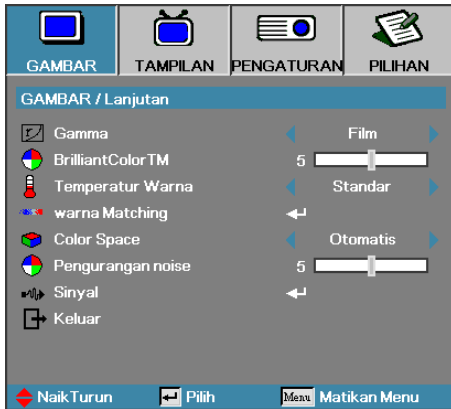 GAMBAR TAMPILAN PENGATURAN PILIHAN
GAMBAR / Lanjutan
Gamma Film
BrilliantColorTM 5
Temperatur Warna Standar
warna Matching
Color Space Otomatis
Pengurangan noise 5
Sinyal
Keluar
NaikTurun Pilih Menu Matikan Menu